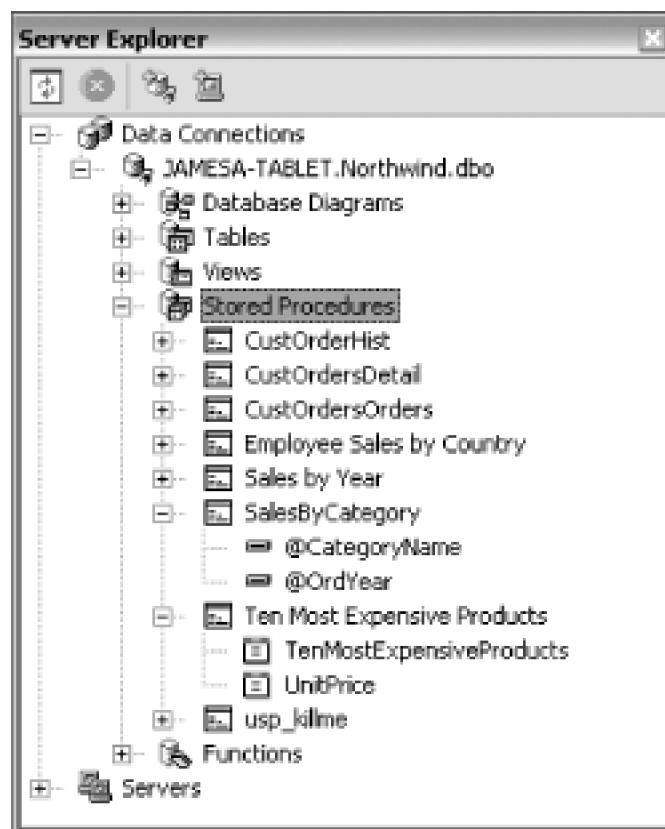 Server Explorer
Data Connections
JAMESA-TABLET.Northwind.dbo
Database Diagrams
Tables
Views
Stored Procedures
CustOrderHist
CustOrdersDetail
CustOrdersOrders
Employee Sales by Country
Sales by Year
SalesByCategory
@CategoryName
@OrdYear
Ten Most Expensive Products
TenMostExpensiveProducts
UnitPrice
usp_killme
Functions
Servers